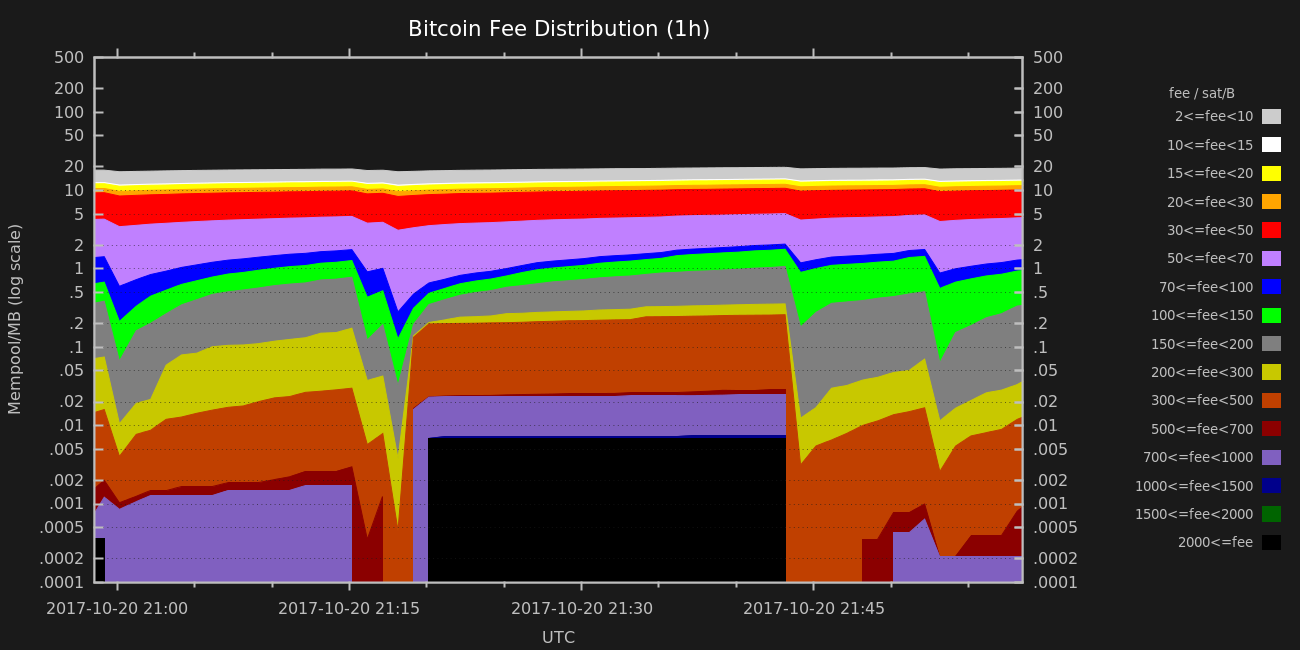 Bitcoin Fee Distribution (1h)
500 500
200 200
100 100
50 50
20 20
10 10
5 5
2 2
1 1
.5 .5
.2 .2
.1 .1
.05 .05
.02 .02
.01 .01
.005 .005
.002 .002
.001 .001
.0005 .0005
.0002 .0002
.0001 .0001
Mempool/MB (log scale)
2017-10-20 21:00 2017-10-20 21:15 2017-10-20 21:30 2017-10-20 21:45
UTC
fee / sat/B
2<=fee<10
10<=fee<15
15<=fee<20
20<=fee<30
30<=fee<50
50<=fee<70
70<=fee<100
100<=fee<150
150<=fee<200
200<=fee<300
300<=fee<500
500<=fee<700
700<=fee<1000
1000<=fee<1500
1500<=fee<2000
2000<=fee